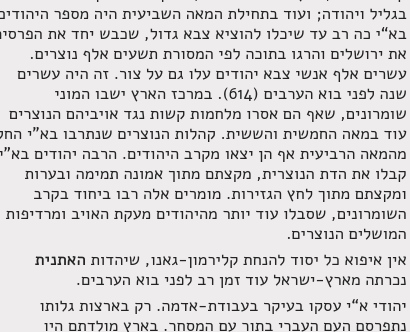 בגליל ויהודה; ועוד בתחילת המאה השביעית היה מספר היהודים
בא"י כה רב עד שיכלו להוציא צבא גדול, שכבש יחד את הפרסים
את ירושלים והרגו בתוכה לפי המסורת תשעים אלף נוצרים.
עשרים אלף אנשי צבא יהודים עלו גם על צור. זה היה עשרים
שנה לפני בוא הערבים (614). במרכז הארץ ישבו המוני
שומרונים, שאף הם אסרו מלחמות קשות נגד אויביהם הנוצרים
עוד במאה החמשית והששית. קהלות הנוצרים שנתרבו בא"י החל
מהמאה הרביעית אף הן יצאו מקרב היהודים. הרבה יהודים בא"י
קבלו את הדת הנוצרית, מקצתם מתוך אמונה תמימה ובערות
ומקצתם מתוך לחץ הגזירות. מומרים אלה רבו ביחוד בקרב
השומרונים, שסבלו עוד יותר מהיהודים מעקת האויב ומרדיפות
המושלים הנוצרים.
אין איפוא כל יסוד להנחת קלירמון-גאנו, שיהדות האתנית
נכרתה מארץ-ישראל עוד זמן רב לפני בוא הערבים.
יהודי א"י עסקו בעיקר בעבודת-אדמה. רק בארצות גלותו
נתפרסם העם העברי בתור עם המסחר. בארץ מולדתם היו